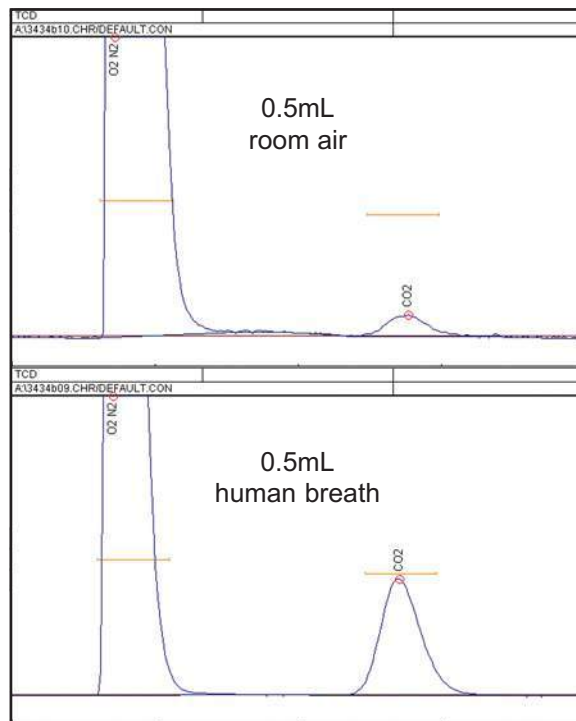 TCD
A:\3434b10.CHR/DEFAULT.CON
O2 N2
0.5mL
room air
CO2
TCD
A:\3434b09.CHR/DEFAULT.CON
O2 N2
0.5mL
human breath
CO2